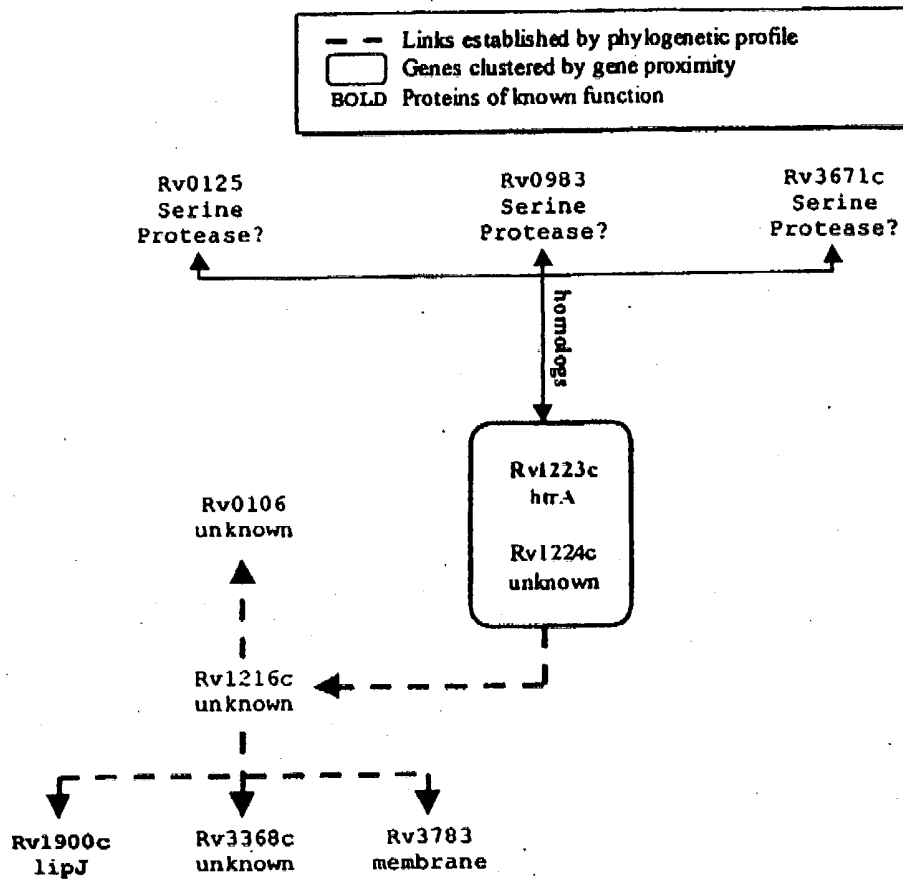 Links established by phylogenetic profile
Genes clustered by gene proximity
BOLD Proteins of known function
Rv0125
Serine
Protease?
Rv0983
Serine
Protease?
Rv3671c
Serine
Protease?
homologs
Rv1223c
htrA
Rv1224c
unknown
Rv0106
unknown
Rv1216c
unknown
Rv1900c
lipJ
Rv3368c
unknown
Rv3783
membrane